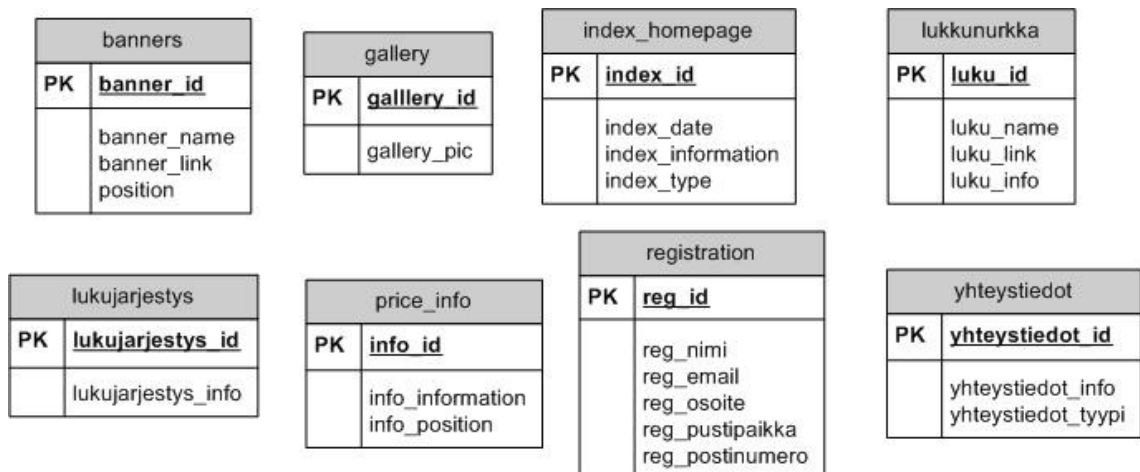 banners
PK banner_id
banner_name
banner_link
position
gallery
PK galllery_id
gallery_pic
index_homepage
PK index_id
index_date
index_information
index_type
lukkunurkka
PK luku_id
luku_name
luku_link
luku_info
lukujarjestys
PK lukujarjestys_id
lukujarjestys_info
price_info
PK info_id
info_information
info_position
registration
PK reg_id
reg_nimi
reg_email
reg_osoite
reg_pustipaikka
reg_postinumero
yhteystiedot
PK yhteystiedot_id
yhteystiedot_info
yhteystiedot_tyypi